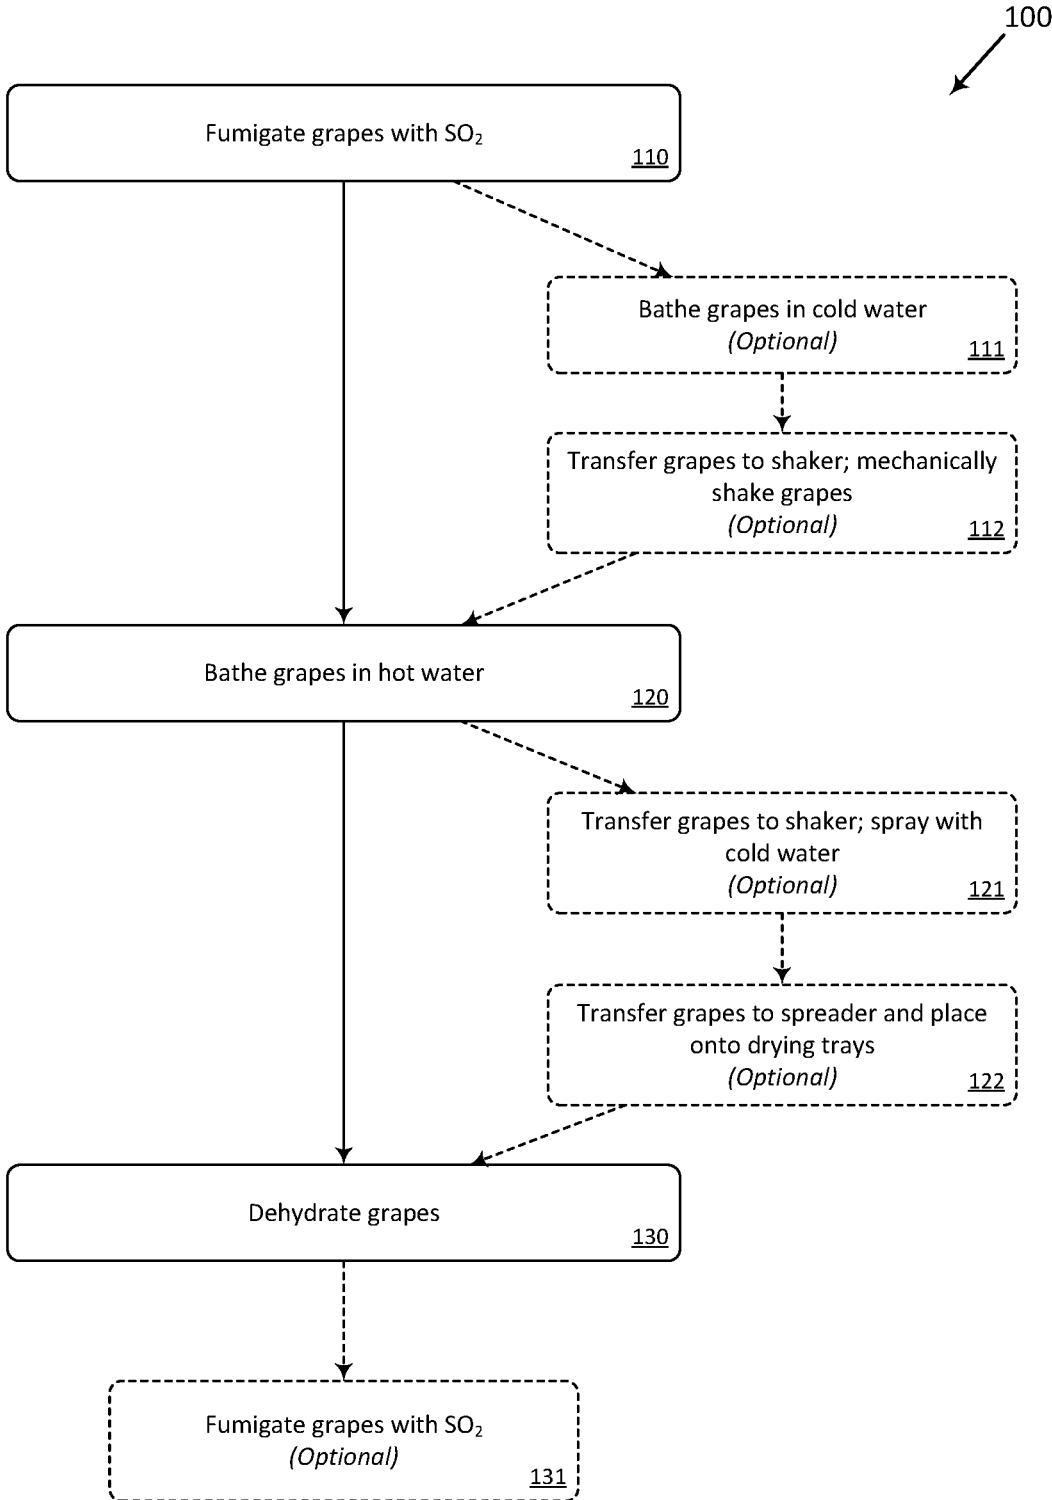 100
Fumigate grapes with SO₂
110
Bathe grapes in cold water
(Optional)
111
Transfer grapes to shaker; mechanically
shake grapes
(Optional)
112
Bathe grapes in hot water
120
Transfer grapes to shaker; spray with
cold water
(Optional)
121
Transfer grapes to spreader and place
onto drying trays
(Optional)
122
Dehydrate grapes
130
Fumigate grapes with SO₂
(Optional)
131